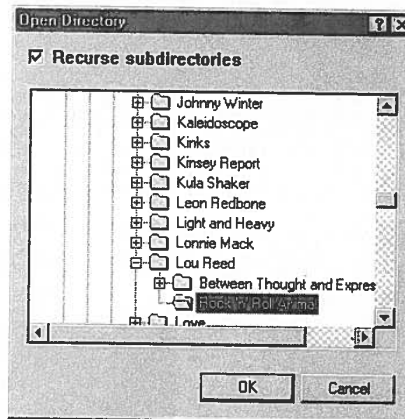 Open Directory
Recurse subdirectories
Johnny Winter
Kaleidoscope
Kinks
Kinsey Report
Kula Shaker
Leon Redbone
Light and Heavy
Lonnie Mack
Lou Reed
Between Thought and Expres
Rock 'n' Roll Animal
Love
OK
Cancel